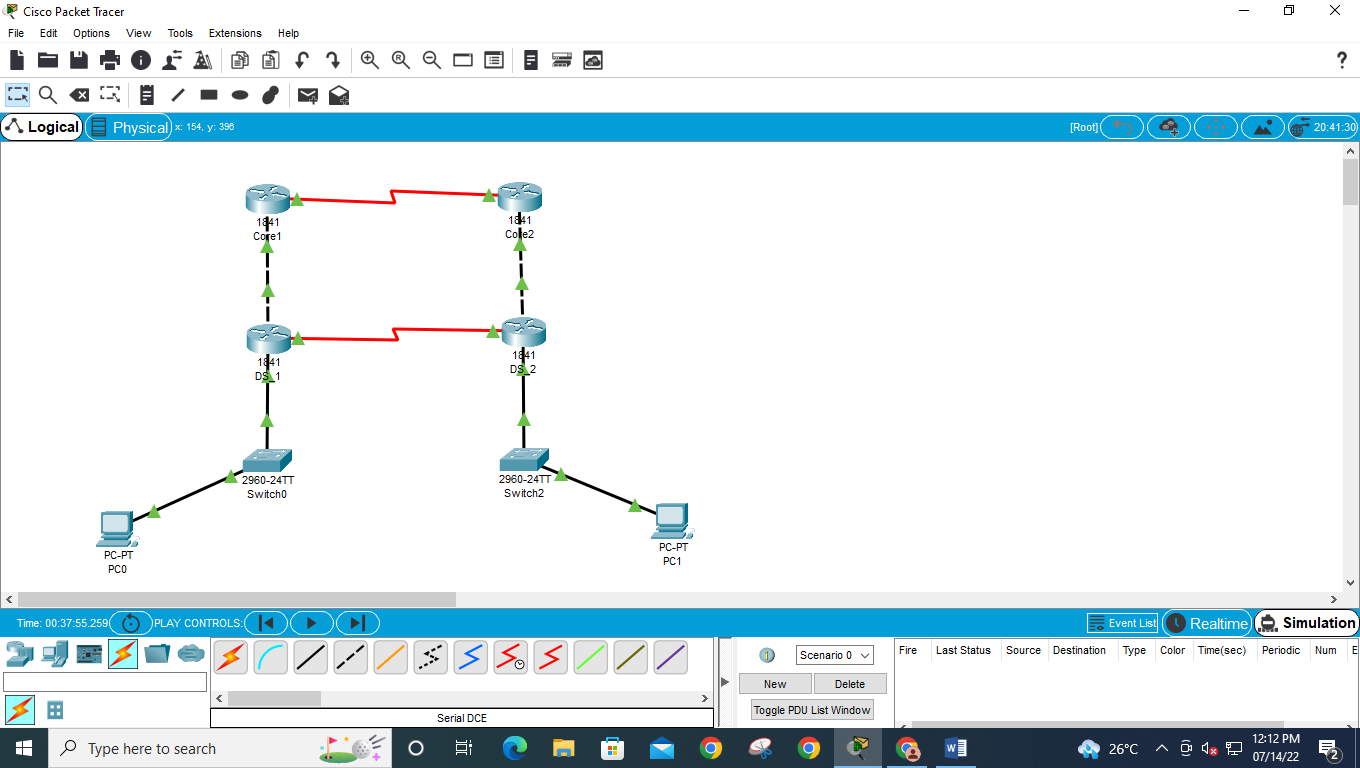 Cisco Packet Tracer
File Edit Options View Tools Extensions Help
Logical
Physical
x: 154, y: 396
[Root]
20:41:30
1841
Core1
1841
Core2
1841
DS_1
1841
DS_2
2960-24TT
Switch0
2960-24TT
Switch2
PC-PT
PC0
PC-PT
PC1
Time: 00:37:55.259
PLAY CONTROLS:
Event List
Realtime
Simulation
Scenario 0
New
Delete
Toggle PDU List Window
Fire Last Status Source Destination Type Color Time(sec) Periodic Num E
Serial DCE
Type here to search
26°C
12:12 PM
07/14/22
2